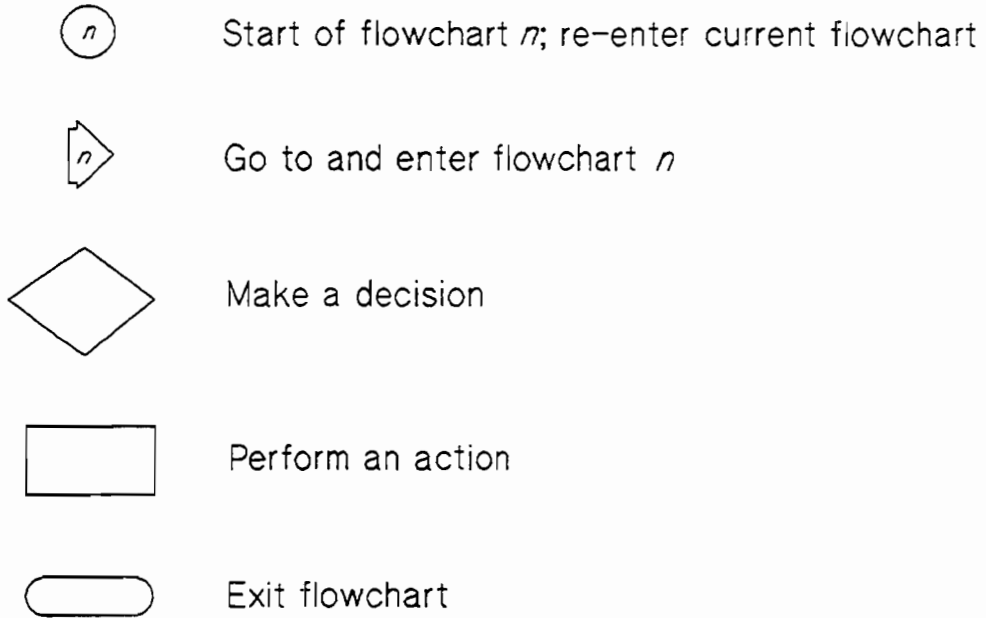 n Start of flowchart n; re-enter current flowchart
n Go to and enter flowchart n
Make a decision
Perform an action
Exit flowchart